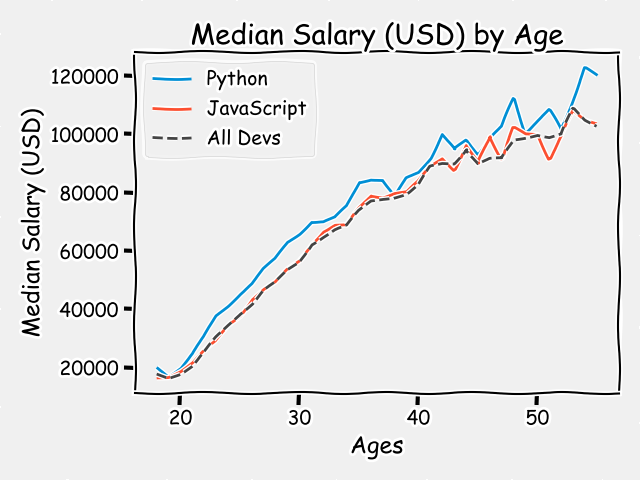 Median Salary (USD) by Age
Python
JavaScript
All Devs
Median Salary (USD)
120000
100000
80000
60000
40000
20000
20 30 40 50
Ages